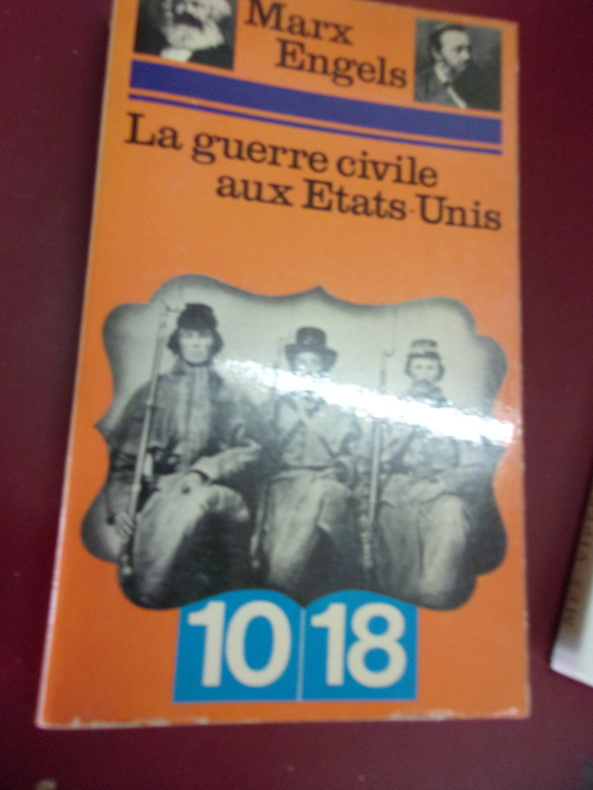 Marx
Engels
La guerre civile
aux Etats-Unis
10 18